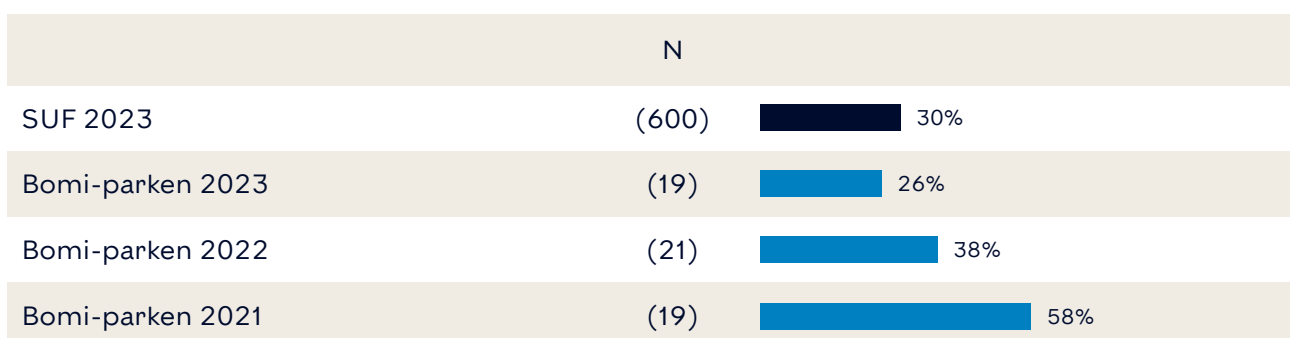 N
SUF 2023 (600) 30%
Bomi-parken 2023 (19) 26%
Bomi-parken 2022 (21) 38%
Bomi-parken 2021 (19) 58%